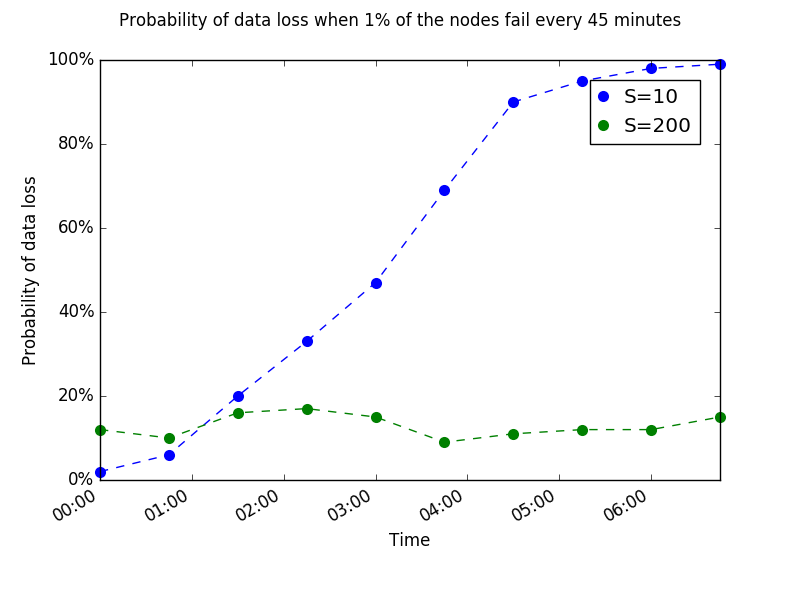 Probability of data loss when 1% of the nodes fail every 45 minutes
100%
80%
60%
40%
20%
0%
Probability of data loss
S=10
S=200
00:00 01:00 02:00 03:00 04:00 05:00 06:00
Time